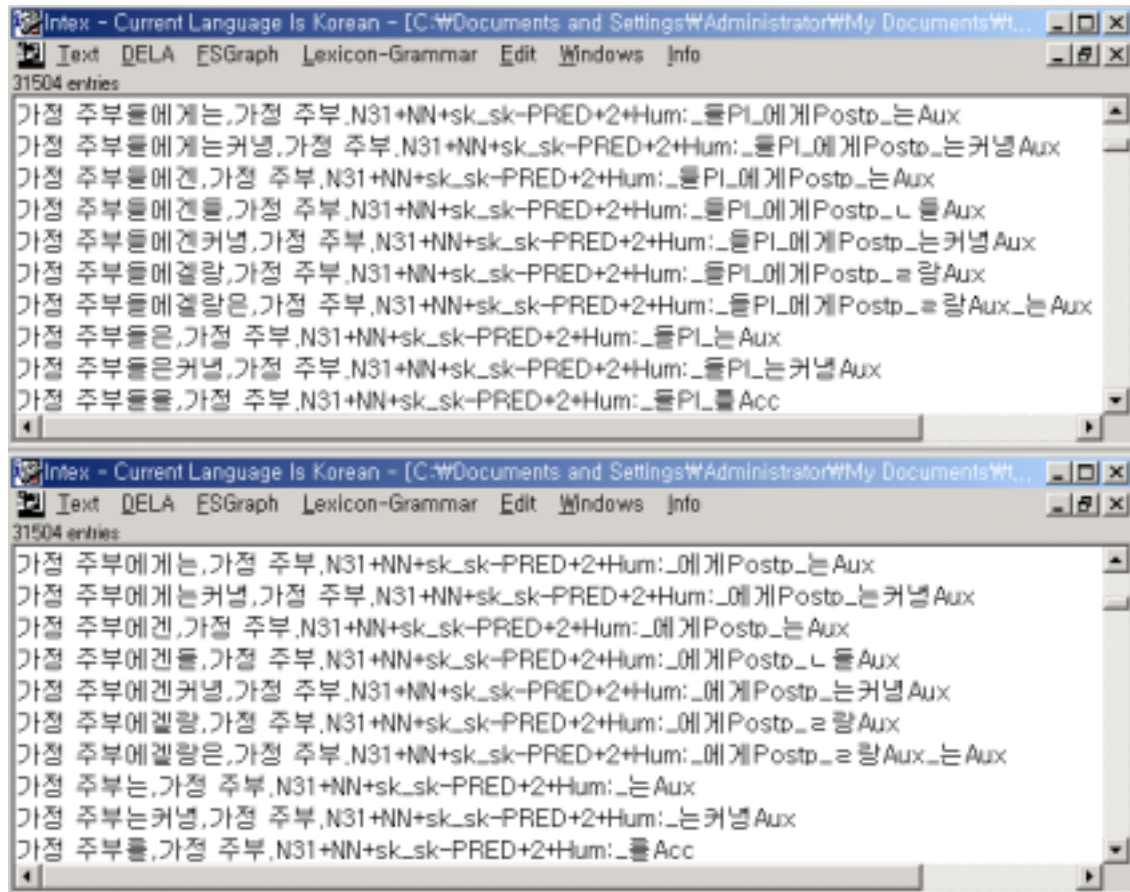 Intex - Current Language Is Korean - [C:₩Documents and Settings₩Administrator₩My Documents₩t...
Text DELA FSGraph Lexicon-Grammar Edit Windows Info
31504 entries
가정 주부들에게는,가정 주부,N31+NN+sk_sk-PRED+2+Hum:_들Pl_에게Postp_는Aux
가정 주부들에게는커녕,가정 주부,N31+NN+sk_sk-PRED+2+Hum:_들Pl_에게Postp_는커녕Aux
가정 주부들에겐,가정 주부,N31+NN+sk_sk-PRED+2+Hum:_들Pl_에게Postp_는Aux
가정 주부들에겐들,가정 주부,N31+NN+sk_sk-PRED+2+Hum:_들Pl_에게Postp_ㄴ들Aux
가정 주부들에겐커녕,가정 주부,N31+NN+sk_sk-PRED+2+Hum:_들Pl_에게Postp_는커녕Aux
가정 주부들에겔랑,가정 주부,N31+NN+sk_sk-PRED+2+Hum:_들Pl_에게Postp_ㄹ랑Aux
가정 주부들에겔랑은,가정 주부,N31+NN+sk_sk-PRED+2+Hum:_들Pl_에게Postp_ㄹ랑Aux_는Aux
가정 주부들은,가정 주부,N31+NN+sk_sk-PRED+2+Hum:_들Pl_는Aux
가정 주부들은커녕,가정 주부,N31+NN+sk_sk-PRED+2+Hum:_들Pl_는커녕Aux
가정 주부들을,가정 주부,N31+NN+sk_sk-PRED+2+Hum:_들Pl_를Acc
Intex - Current Language Is Korean - [C:₩Documents and Settings₩Administrator₩My Documents₩t...
Text DELA FSGraph Lexicon-Grammar Edit Windows Info
31504 entries
가정 주부에게는,가정 주부,N31+NN+sk_sk-PRED+2+Hum:_에게Postp_는Aux
가정 주부에게는커녕,가정 주부,N31+NN+sk_sk-PRED+2+Hum:_에게Postp_는커녕Aux
가정 주부에겐,가정 주부,N31+NN+sk_sk-PRED+2+Hum:_에게Postp_는Aux
가정 주부에겐들,가정 주부,N31+NN+sk_sk-PRED+2+Hum:_에게Postp_ㄴ들Aux
가정 주부에겐커녕,가정 주부,N31+NN+sk_sk-PRED+2+Hum:_에게Postp_는커녕Aux
가정 주부에겔랑,가정 주부,N31+NN+sk_sk-PRED+2+Hum:_에게Postp_ㄹ랑Aux
가정 주부에겔랑은,가정 주부,N31+NN+sk_sk-PRED+2+Hum:_에게Postp_ㄹ랑Aux_는Aux
가정 주부는,가정 주부,N31+NN+sk_sk-PRED+2+Hum:_는Aux
가정 주부는커녕,가정 주부,N31+NN+sk_sk-PRED+2+Hum:_는커녕Aux
가정 주부를,가정 주부,N31+NN+sk_sk-PRED+2+Hum:_를Acc